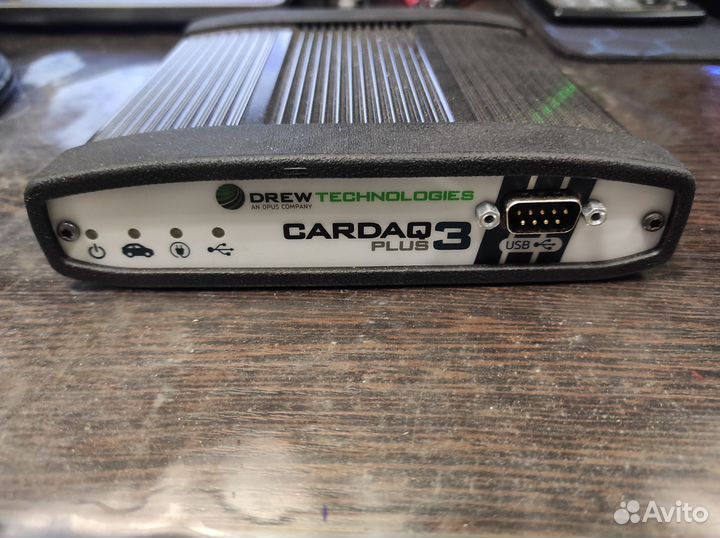 DREW TECHNOLOGIES
AN OPUS COMPANY
CARDAQ 3
PLUS
USB
Avito